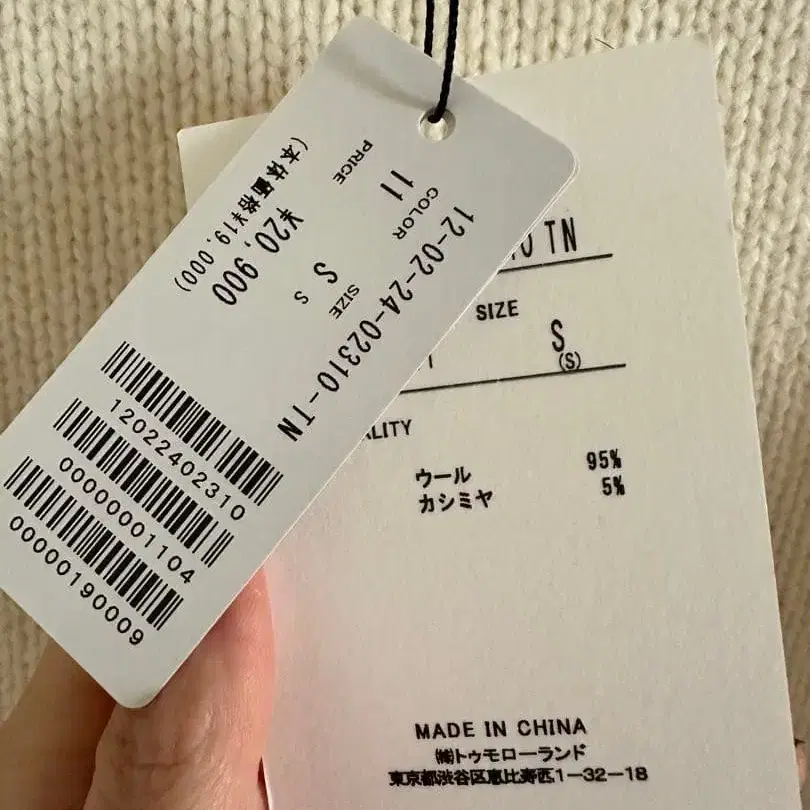 12-02-24-02310-TN
COLOR
SIZE
11
S
S
PRICE
¥20,900
(本体価格¥19,000)
12022402310
00000001104
00000190009
TN
SIZE
S
(S)
ウール 95%
カシミヤ 5%
MADE IN CHINA
㈱トゥモローランド
東京都渋谷区恵比寿西1-32-18